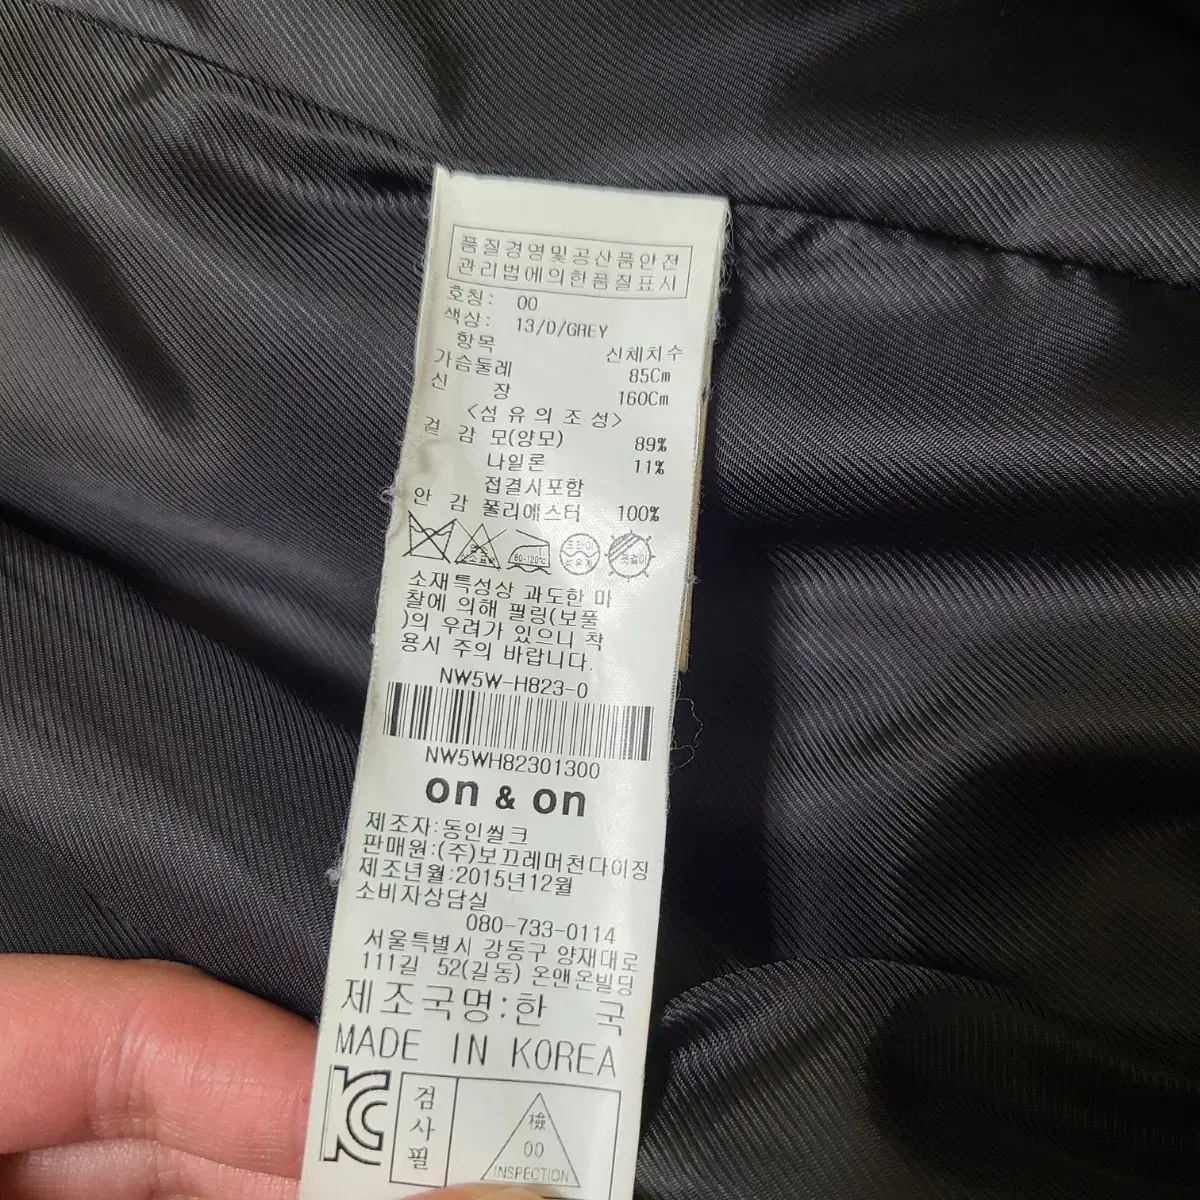 품질경영및공산품안전
관리법에의한품질표시
호칭: 00
색상: 13/D/GREY
항목 신체치수
가슴둘레 85Cm
신 장 160Cm
<섬 유 의 조 성>
겉 감 모(양모) 89%
나일론 11%
접결사포함
안 감 폴리에스터 100%
80-120℃ 드라이 옷걸이
소재특성상 과도한 마
찰에 의해 필링(보풀
)의 우려가 있으니 착
용시 주의 바랍니다.
NW5W-H823-0
NW5WH82301300
on & on
제조자:동인씰크
판매원:(주)보끄레머천다이징
제조년월:2015년12월
소비자상담실
080-733-0114
서울특별시 강동구 양재대로
111길 52(길동) 온앤온빌딩
제조국명:한 국
MADE IN KOREA
검사필
檢
00
INSPECTION